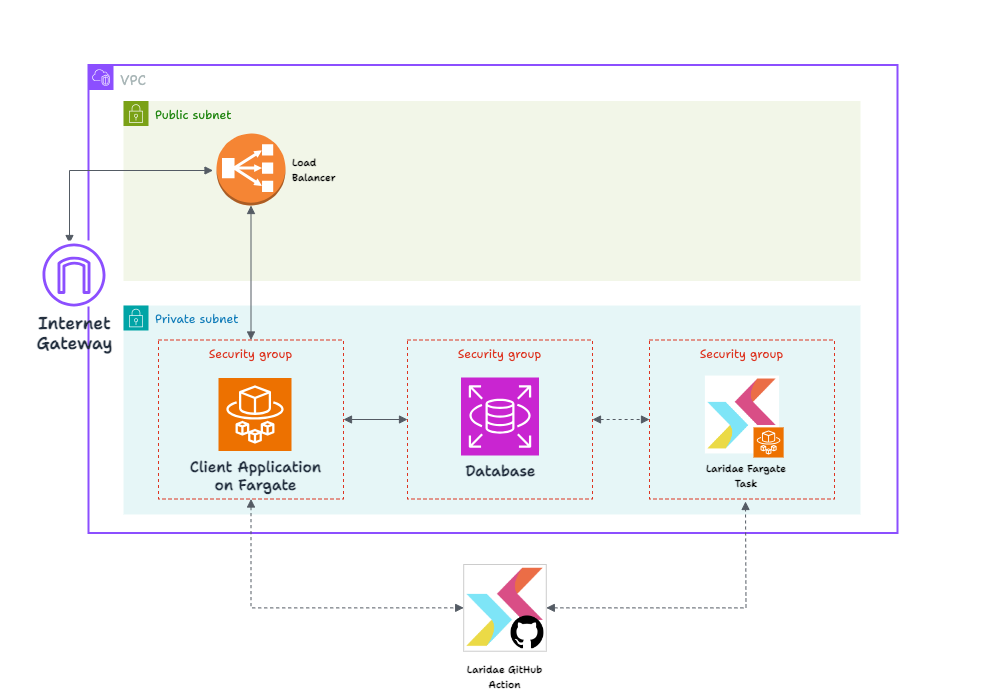 VPC
Public subnet
Load
Balancer
Internet
Gateway
Private subnet
Security group
Security group
Security group
Client Application
on Fargate
Database
Laridae Fargate
Task
Laridae GitHub
Action